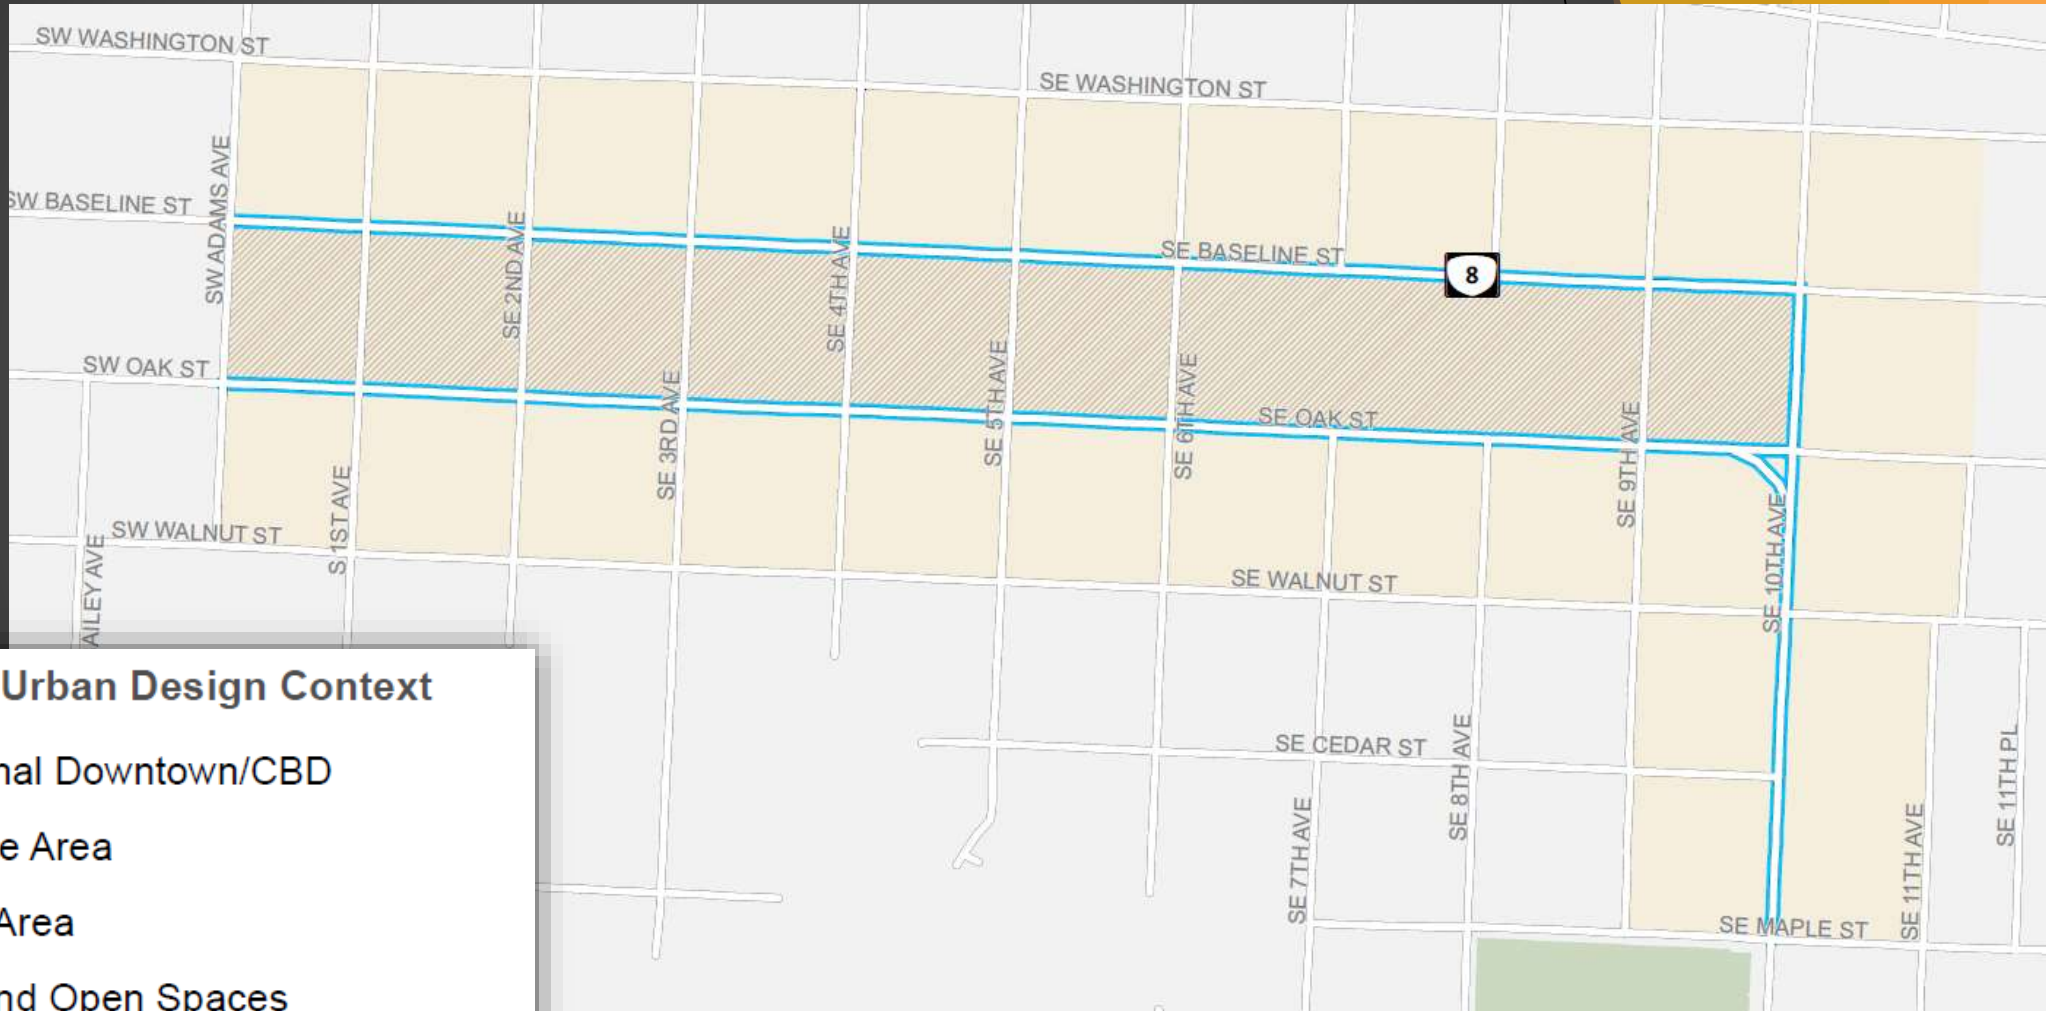 SW WASHINGTON ST
SE WASHINGTON ST
SW ADAMS AVE
SW BASELINE ST
SE 2ND AVE
SE 4TH AVE
SE BASELINE ST
8
SW OAK ST
SE 3RD AVE
SE 5TH AVE
SE 6TH AVE
SE OAK ST
SE 9TH AVE
S 1ST AVE
SW WALNUT ST
AILEY AVE
SE 10TH AVE
SE WALNUT ST
SE CEDAR ST
SE 8TH AVE
SE 7TH AVE
SE 11TH PL
SE 11TH AVE
SE MAPLE ST
Urban Design Context
nal Downtown/CBD
e Area
Area
nd Open Spaces